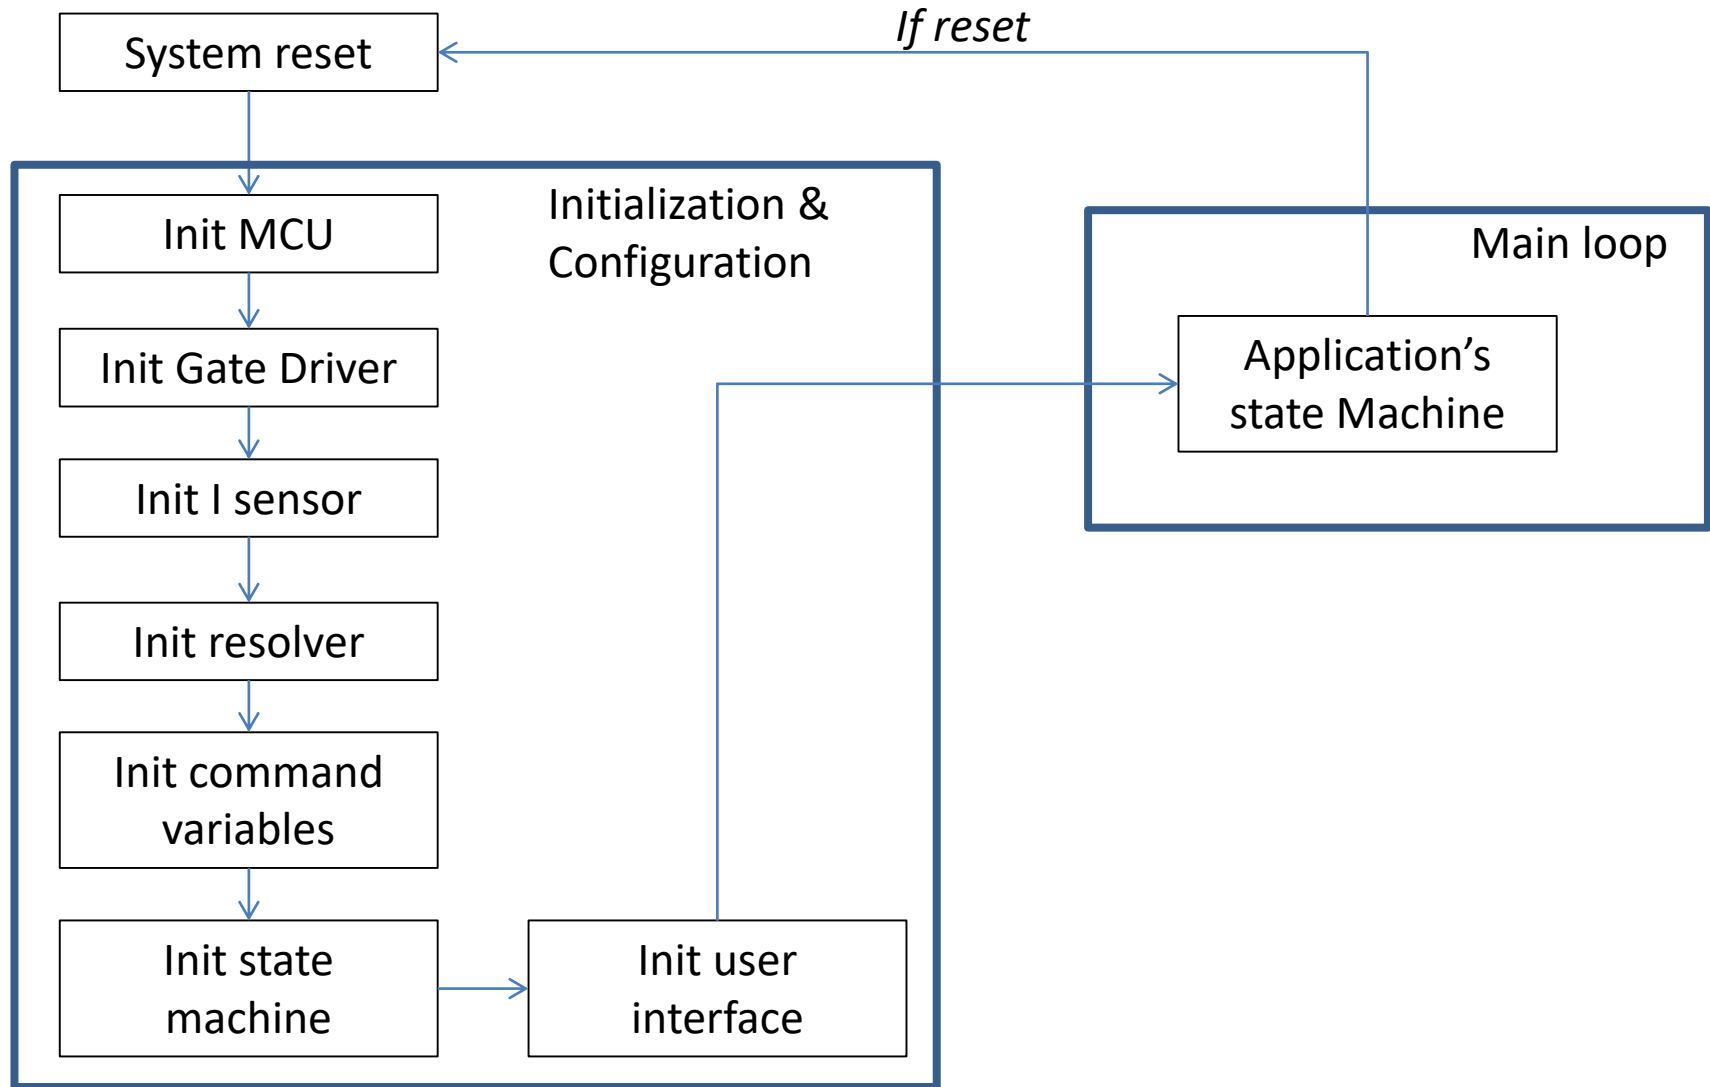 System reset
If reset
Initialization &
Configuration
Init MCU
Init Gate Driver
Init I sensor
Init resolver
Init command
variables
Init state
machine
Init user
interface
Main loop
Application’s
state Machine